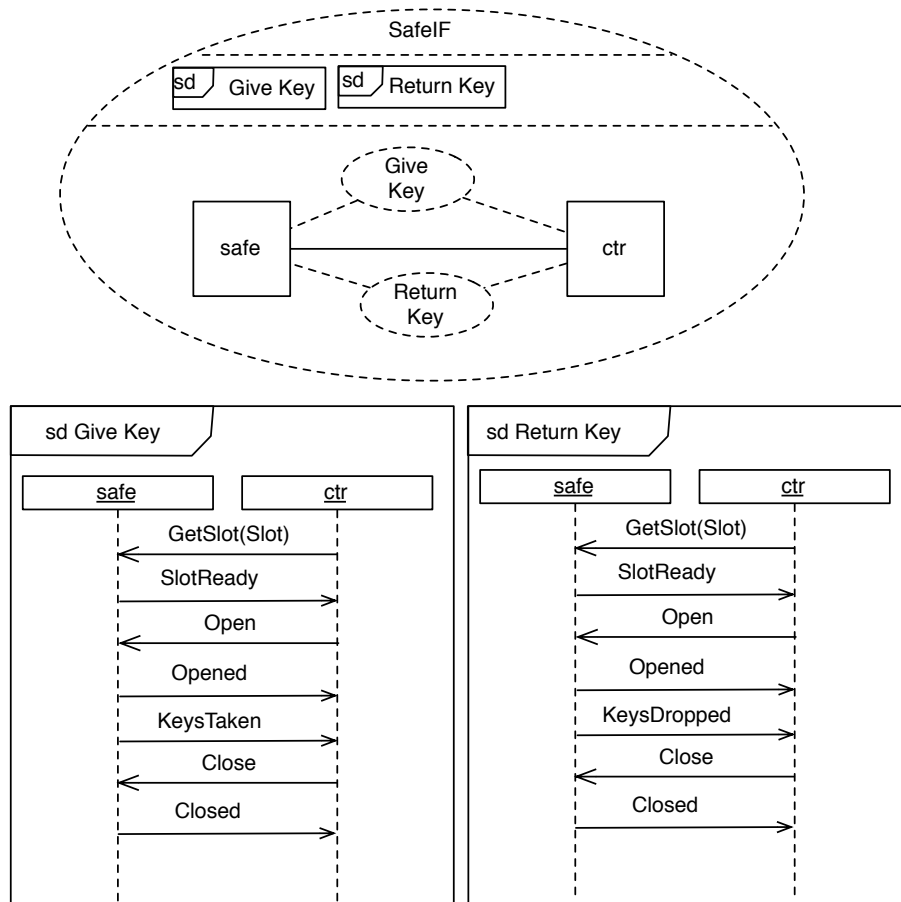 SafeIF
sd Give Key
sd Return Key
Give
Key
safe
ctr
Return
Key
sd Give Key
safe
ctr
GetSlot(Slot)
SlotReady
Open
Opened
KeysTaken
Close
Closed
sd Return Key
safe
ctr
GetSlot(Slot)
SlotReady
Open
Opened
KeysDropped
Close
Closed